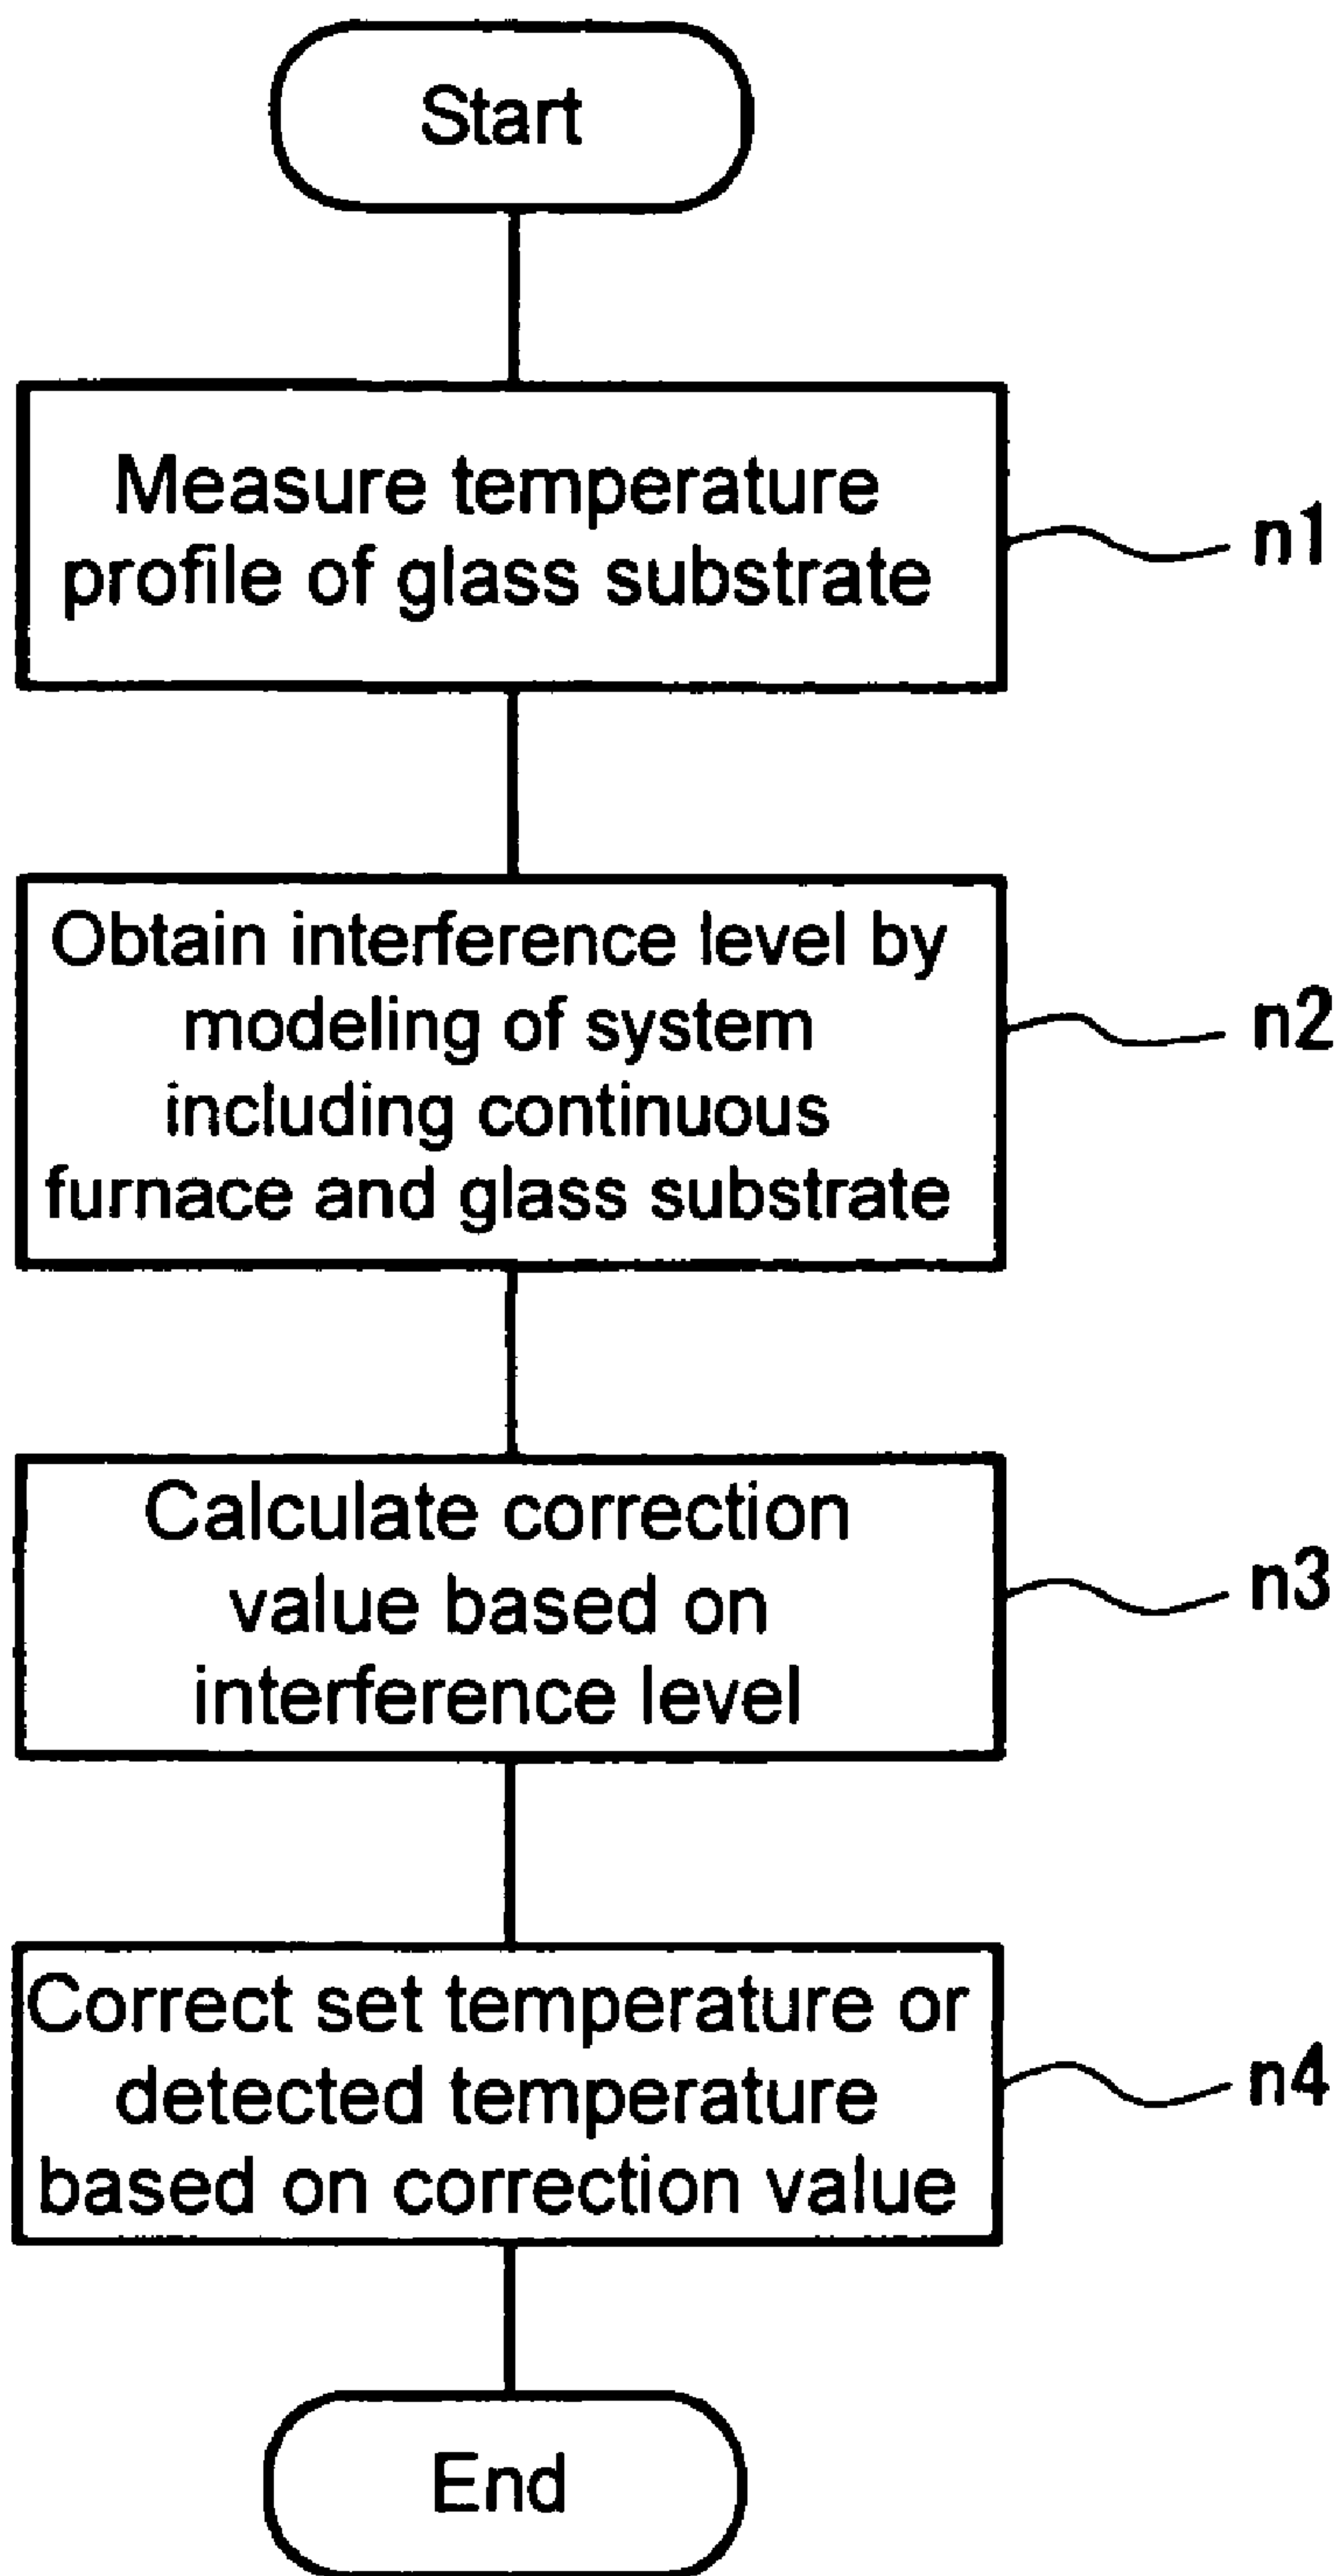 Start
Measure temperature
profile of glass substrate
n1
Obtain interference level by
modeling of system
including continuous
furnace and glass substrate
n2
Calculate correction
value based on
interference level
n3
Correct set temperature or
detected temperature
based on correction value
n4
End